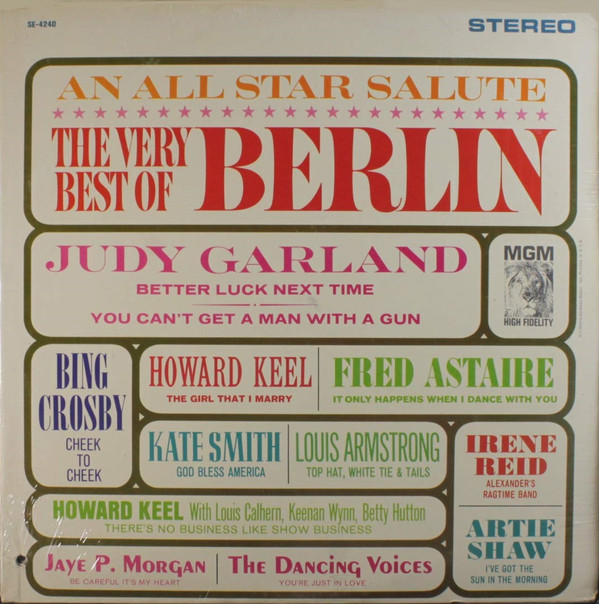 SE-4240
STEREO
AN ALL STAR SALUTE
THE VERY
BEST OF
BERLIN
JUDY GARLAND
BETTER LUCK NEXT TIME
YOU CAN'T GET A MAN WITH A GUN
MGM
HIGH FIDELITY
BING
CROSBY
CHEEK
TO
CHEEK
HOWARD KEEL
THE GIRL THAT I MARRY
FRED ASTAIRE
IT ONLY HAPPENS WHEN I DANCE WITH YOU
KATE SMITH
GOD BLESS AMERICA
LOUIS ARMSTRONG
TOP HAT, WHITE TIE & TAILS
IRENE
REID
ALEXANDER'S
RAGTIME BAND
HOWARD KEEL With Louis Calhern, Keenan Wynn, Betty Hutton
THERE'S NO BUSINESS LIKE SHOW BUSINESS
ARTIE
SHAW
I'VE GOT THE
SUN IN THE MORNING
Jaye P. Morgan
BE CAREFUL IT'S MY HEART
The Dancing Voices
YOU'RE JUST IN LOVE